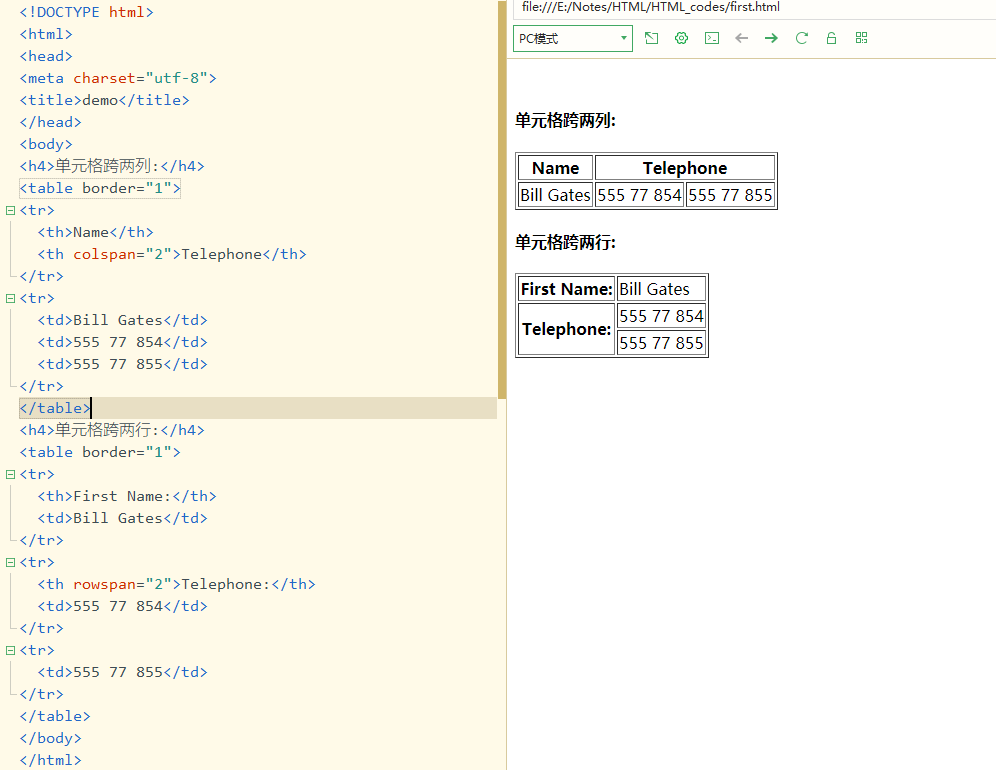 <!DOCTYPE html>
<html>
<head>
<meta charset="utf-8">
<title>demo</title>
</head>
<body>
<h4>单元格跨两列:</h4>
<table border="1">
<tr>
  <th>Name</th>
  <th colspan="2">Telephone</th>
</tr>
<tr>
  <td>Bill Gates</td>
  <td>555 77 854</td>
  <td>555 77 855</td>
</tr>
</table>
<h4>单元格跨两行:</h4>
<table border="1">
<tr>
  <th>First Name:</th>
  <td>Bill Gates</td>
</tr>
<tr>
  <th rowspan="2">Telephone:</th>
  <td>555 77 854</td>
</tr>
<tr>
  <td>555 77 855</td>
</tr>
</table>
</body>
</html>
file:///E:/Notes/HTML/HTML_codes/first.html
PC模式
单元格跨两列:
Name Telephone
Bill Gates 555 77 854 555 77 855
单元格跨两行:
First Name: Bill Gates
Telephone: 555 77 854
555 77 855